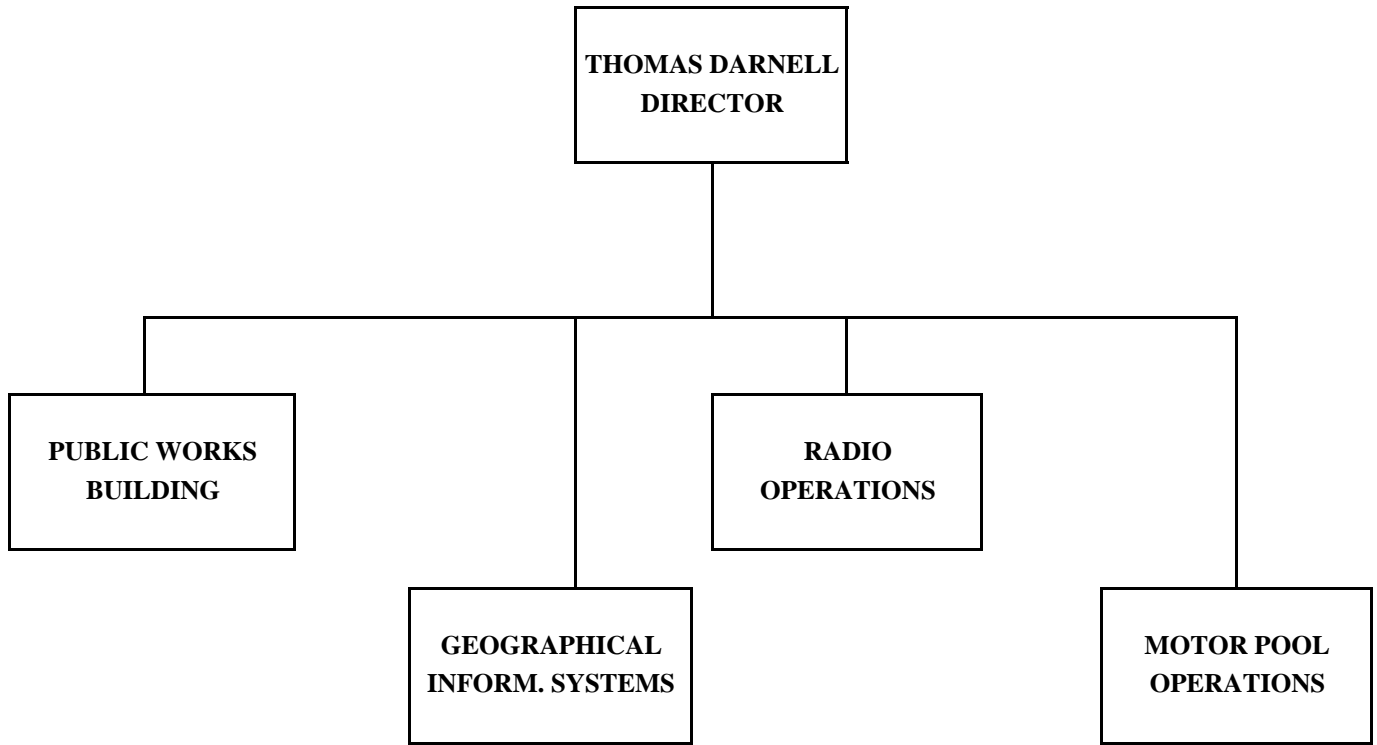 THOMAS DARNELL
DIRECTOR
PUBLIC WORKS
BUILDING
RADIO
OPERATIONS
GEOGRAPHICAL
INFORM. SYSTEMS
MOTOR POOL
OPERATIONS